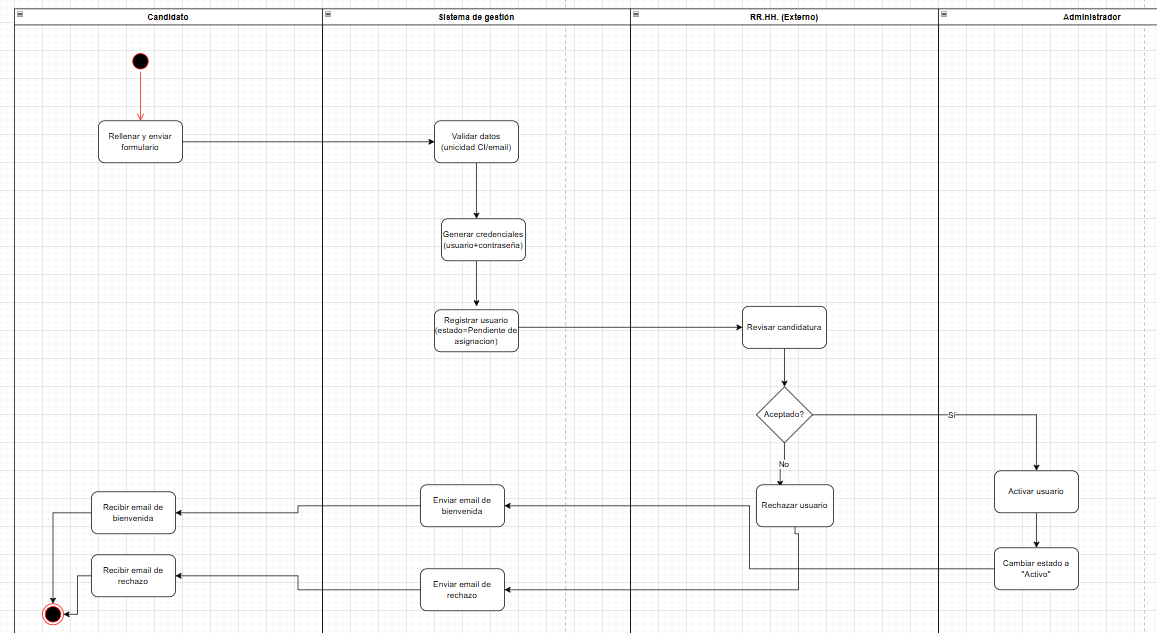 Candidato
Sistema de gestión
RR.HH. (Externo)
Administrador
Rellenar y enviar
formulario
Validar datos
(unicidad CI/email)
Generar credenciales
(usuario+contraseña)
Registrar usuario
(estado=Pendiente de
asignacion)
Revisar candidatura
Aceptado?
Sí
No
Rechazar usuario
Activar usuario
Cambiar estado a
"Activo"
Enviar email de
bienvenida
Recibir email de
bienvenida
Enviar email de
rechazo
Recibir email de
rechazo